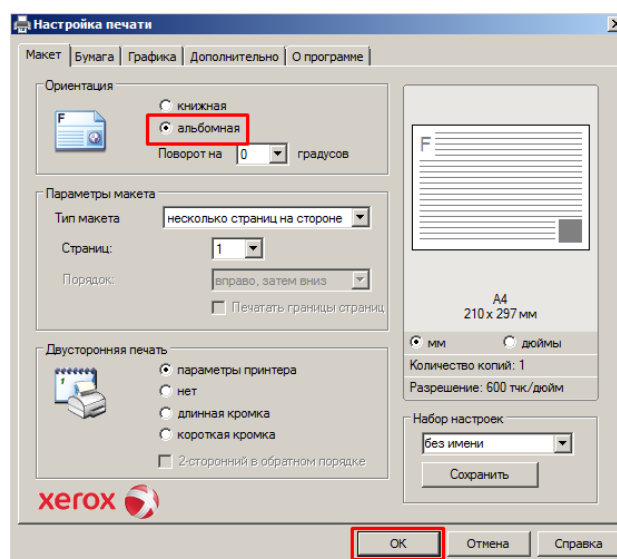 Настройка печати
Макет Бумага Графика Дополнительно О программе
Ориентация
F
книжная
альбомная
Поворот на 0 градусов
Параметры макета
Тип макета несколько страниц на стороне
Страниц: 1
Порядок: вправо, затем вниз
Печатать границы страниц
Двусторонняя печать
1
параметры принтера
нет
длинная кромка
короткая кромка
2-сторонний в обратном порядке
xerox
F
A4
210 x 297 мм
мм дюймы
Количество копий: 1
Разрешение: 600 тчк/дюйм
Набор настроек
без имени
Сохранить
ОК Отмена Справка